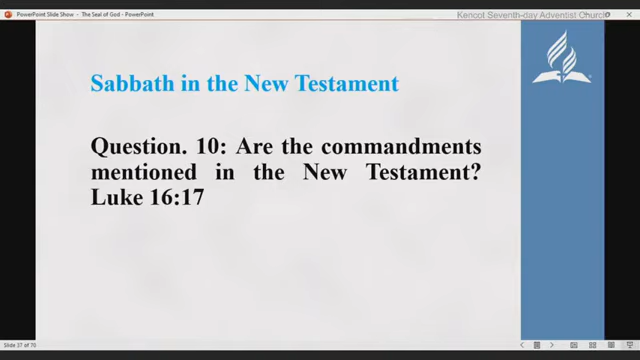 PowerPoint Slide Show - The Seal of God - PowerPoint
Kencot Seventh-day Adventist Church
Sabbath in the New Testament
Question. 10: Are the commandments
mentioned in the New Testament?
Luke 16:17
Slide 37 of 70